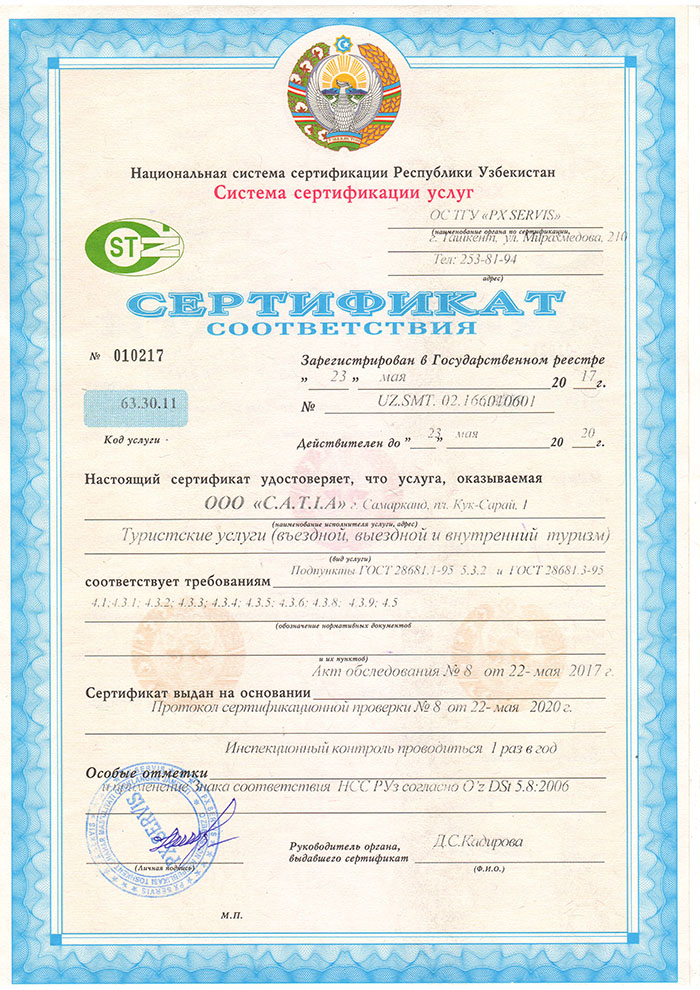 Национальная система сертификации Республики Узбекистан
Система сертификации услуг
ОС ТГУ «PX SERVIS»
(наименование органа по сертификации,
г. Ташкент, ул. Мирахмедова, 210
Тел: 253-81-94
адрес)
ST
СЕРТИФИКАТ
СООТВЕТСТВИЯ
№ 010217
Зарегистрирован в Государственном реестре
" 23 " мая 20 17 г.
63.30.11
№ UZ.SMT. 02.166
Код услуги -
Действителен до " 23 " мая 20 20 г.
Настоящий сертификат удостоверяет, что услуга, оказываемая
ООО «С.А.Т.I.А» г. Самарканд, пл. Кук-Сарай, 1
(наименование исполнителя услуги, адрес)
Туристские услуги (въездной, выездной и внутренний туризм)
(вид услуги)
Подпункты ГОСТ 28681.1-95 5.3.2 и ГОСТ 28681.3-95
соответствует требованиям
4.1; 4.3.1; 4.3.2; 4.3.3; 4.3.4; 4.3.5; 4.3.6; 4.3.8; 4.3.9; 4.5
(обозначение нормативных документов
и их пунктов)
Акт обследования № 8 от 22- мая 2017 г.
Сертификат выдан на основании
Протокол сертификационной проверки № 8 от 22- мая 2020 г.
Инспекционный контроль проводиться 1 раз в год
Особые отметки
и применение знака соответствия НСС РУз согласно O'z DSt 5.8:2006
PX SERVIS
Руководитель органа,
выдавшего сертификат
Д.С.Кадирова
(Личная подпись)
(Ф.И.О.)
М.П.